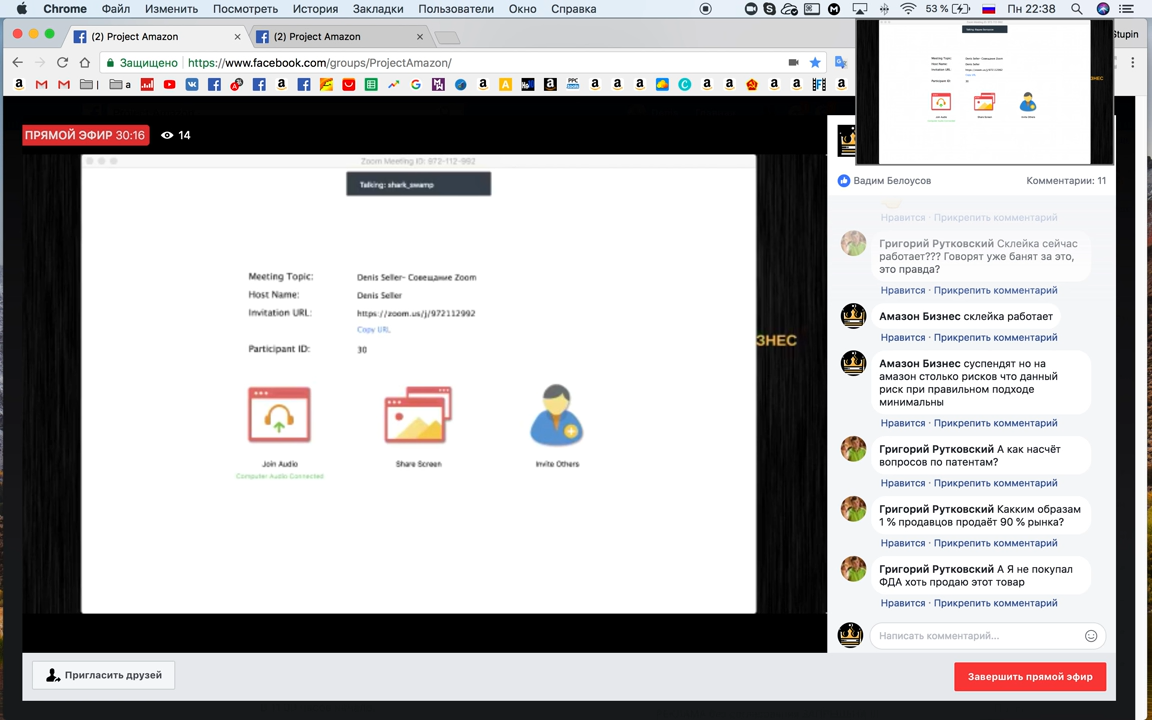 Chrome Файл Изменить Посмотреть История Закладки Пользователи Окно Справка 53 % Пн 22:38
(2) Project Amazon (2) Project Amazon Stupin
Защищено https://www.facebook.com/groups/ProjectAmazon/
ПРЯМОЙ ЭФИР 30:16 14
Zoom Meeting ID: 972-112-992
Talking: shark_swamp
Meeting Topic: Denis Seller- Совещание Zoom
Host Name: Denis Seller
Invitation URL: https://zoom.us/j/972112992
Copy URL
Participant ID: 30
Join Audio Share Screen Invite Others
Computer Audio Connected
ЗНЕС
Вадим Белоусов Комментарии: 11
Нравится · Прикрепить комментарий
Григорий Рутковский Склейка сейчас
работает??? Говорят уже банят за это,
это правда?
Нравится · Прикрепить комментарий
Амазон Бизнес склейка работает
Нравится · Прикрепить комментарий
Амазон Бизнес суспендят но на
амазон столько рисков что данный
риск при правильном подходе
минимальны
Нравится · Прикрепить комментарий
Григорий Рутковский А как насчёт
вопросов по патентам?
Нравится · Прикрепить комментарий
Григорий Рутковский Какким образам
1 % продавцов продаёт 90 % рынка?
Нравится · Прикрепить комментарий
Григорий Рутковский А Я не покупал
ФДА хоть продаю этот товар
Нравится · Прикрепить комментарий
Написать комментарий...
Пригласить друзей Завершить прямой эфир